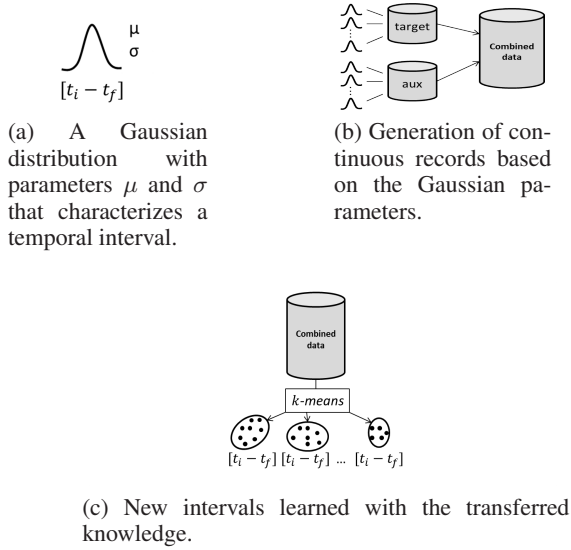 μ
σ
[t_i − t_f]
(a) A Gaussian
distribution with
parameters μ and σ
that characterizes a
temporal interval.
target
aux
Combined
data
(b) Generation of con-
tinuous records based
on the Gaussian pa-
rameters.
Combined
data
k-means
[t_i − t_f] [t_i − t_f] ... [t_i − t_f]
(c) New intervals learned with the transferred
knowledge.